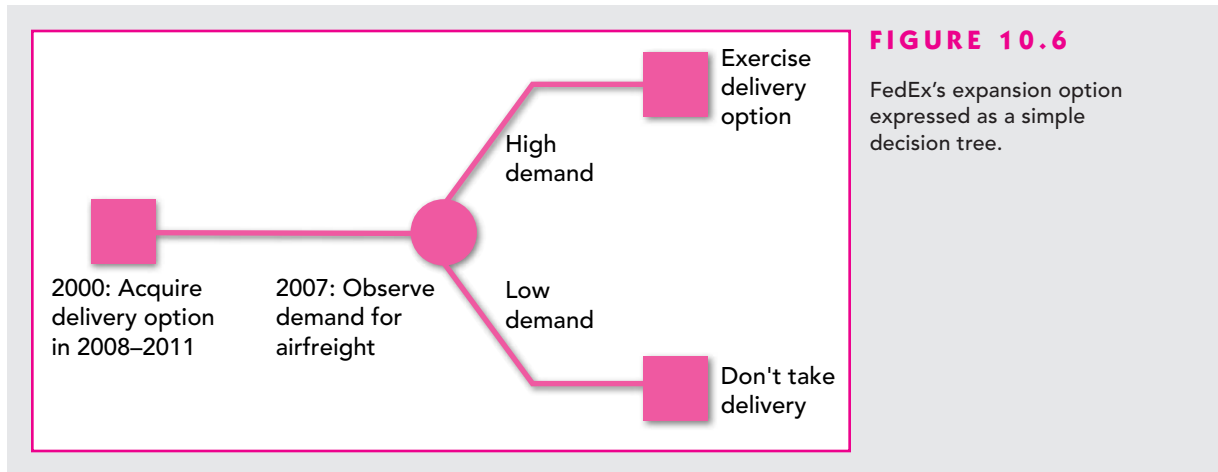 FIGURE 10.6
FedEx's expansion option
expressed as a simple
decision tree.
Exercise
delivery
option
High
demand
2000: Acquire
delivery option
in 2008–2011
2007: Observe
demand for
airfreight
Low
demand
Don't take
delivery